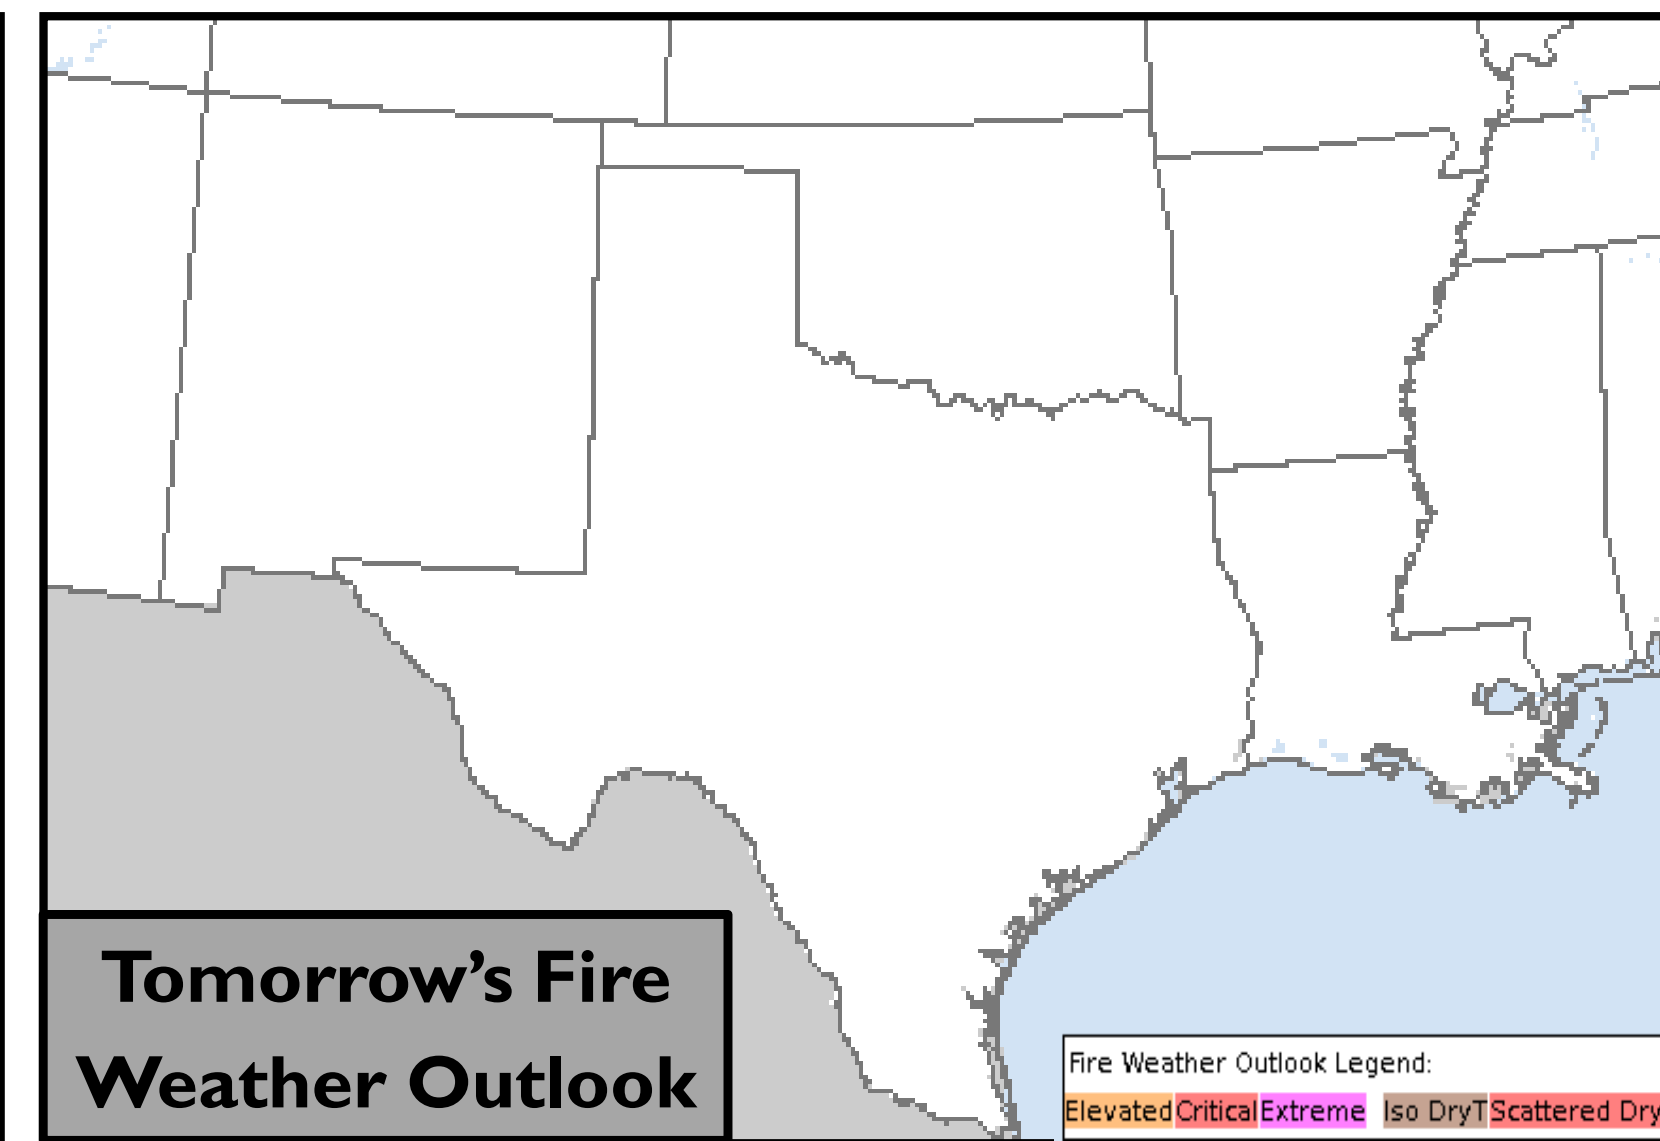 Tomorrow’s Fire
Weather Outlook
Fire Weather Outlook Legend:
Elevated Critical Extreme Iso DryT Scattered Dry